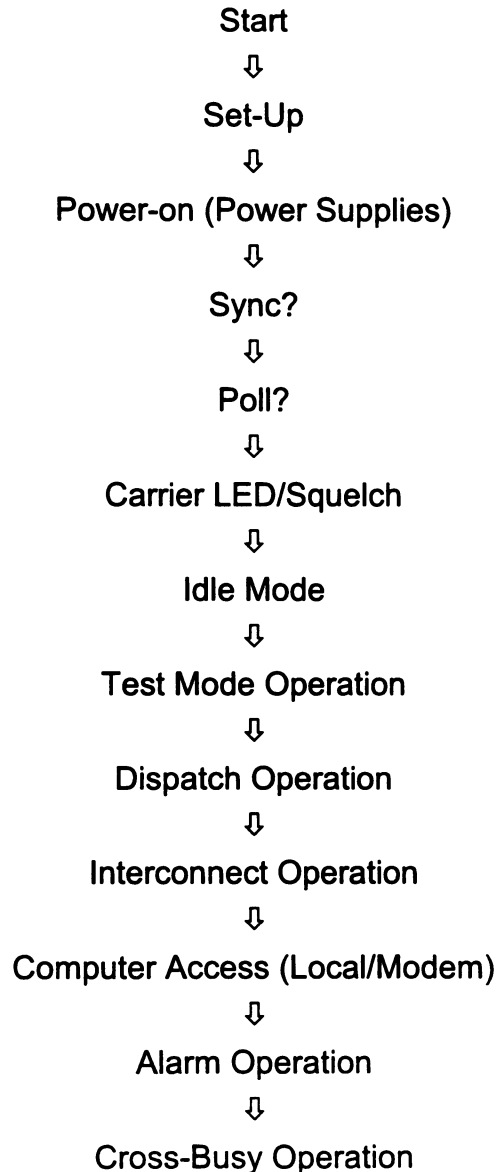 Start
⇩
Set-Up
⇩
Power-on (Power Supplies)
⇩
Sync?
⇩
Poll?
⇩
Carrier LED/Squelch
⇩
Idle Mode
⇩
Test Mode Operation
⇩
Dispatch Operation
⇩
Interconnect Operation
⇩
Computer Access (Local/Modem)
⇩
Alarm Operation
⇩
Cross-Busy Operation